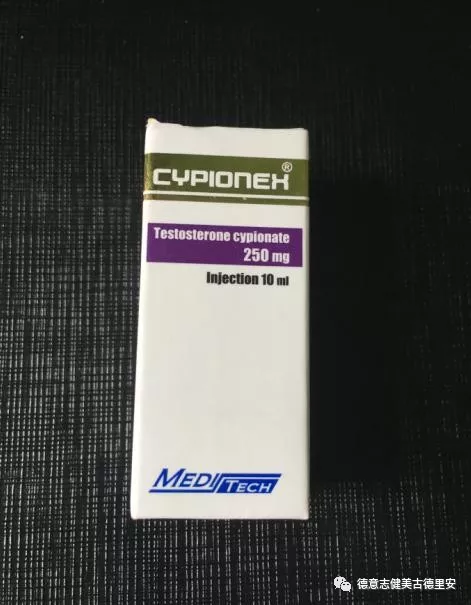 CYPIONEX®
Testosterone cypionate
250 mg
Injection 10 ml
MEDITECH
德意志健美古德里安